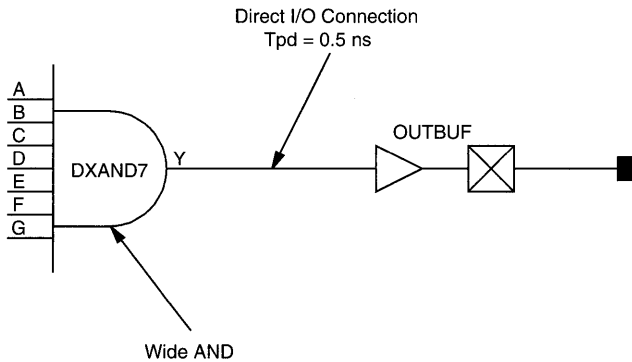 Direct I/O Connection
Tpd = 0.5 ns
A
B
C
D
E
F
G
DXAND7
Y
OUTBUF
Wide AND